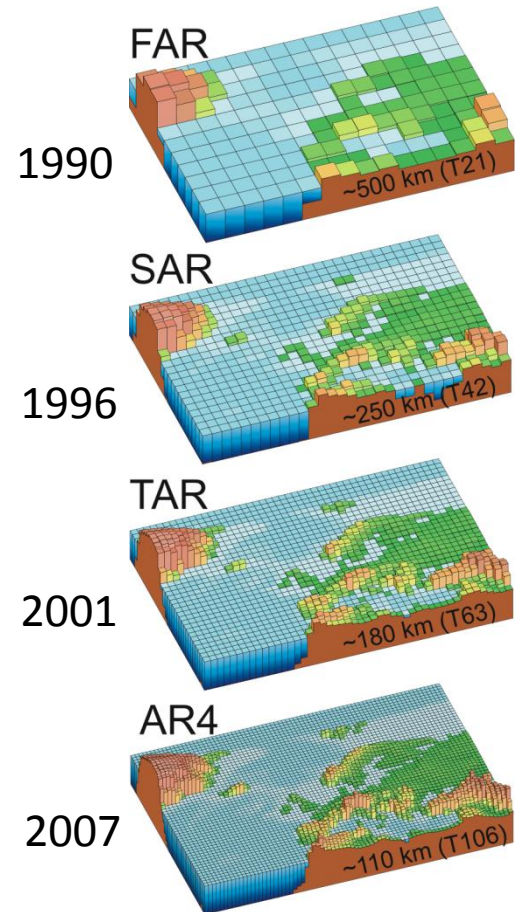 FAR
1990
~500 km (T21)
SAR
1996
~250 km (T42)
TAR
2001
~180 km (T63)
AR4
2007
~110 km (T106)